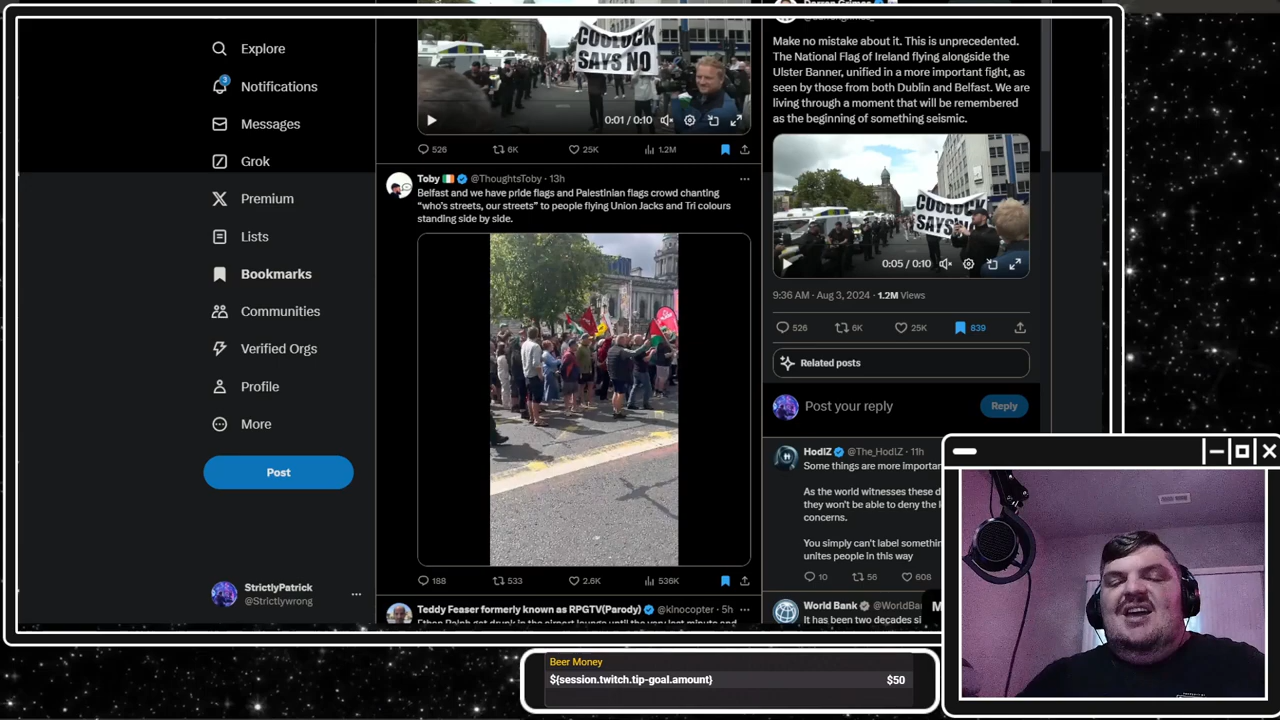 Explore
3
Notifications
Messages
Grok
Premium
Lists
Bookmarks
Communities
Verified Orgs
Profile
More
Post
StrictlyPatrick
@Strictlywrong
COOLOCK
SAYS NO
0:01 / 0:10
526
6K
25K
1.2M
Toby
@ThoughtsToby · 13h
Belfast and we have pride flags and Palestinian flags crowd chanting
“who’s streets, our streets” to people flying Union Jacks and Tri colours
standing side by side.
188
533
2.6K
536K
Teddy Feaser formerly known as RPGTV(Parody)
@klnocopter · 5h
Make no mistake about it. This is unprecedented.
The National Flag of Ireland flying alongside the
Ulster Banner, unified in a more important fight, as
seen by those from both Dublin and Belfast. We are
living through a moment that will be remembered
as the beginning of something seismic.
COOLOCK
SAYS
0:05 / 0:10
9:36 AM · Aug 3, 2024 · 1.2M Views
526
6K
25K
839
Related posts
Post your reply
Reply
HodlZ
@The_HodlZ · 11h
Some things are more importan
As the world witnesses these d
they won’t be able to deny the l
concerns.
You simply can’t label somethin
unites people in this way
10
56
608
World Bank
@WorldBa
It has been two decades si
M
Beer Money
${session.twitch.tip-goal.amount}
$50